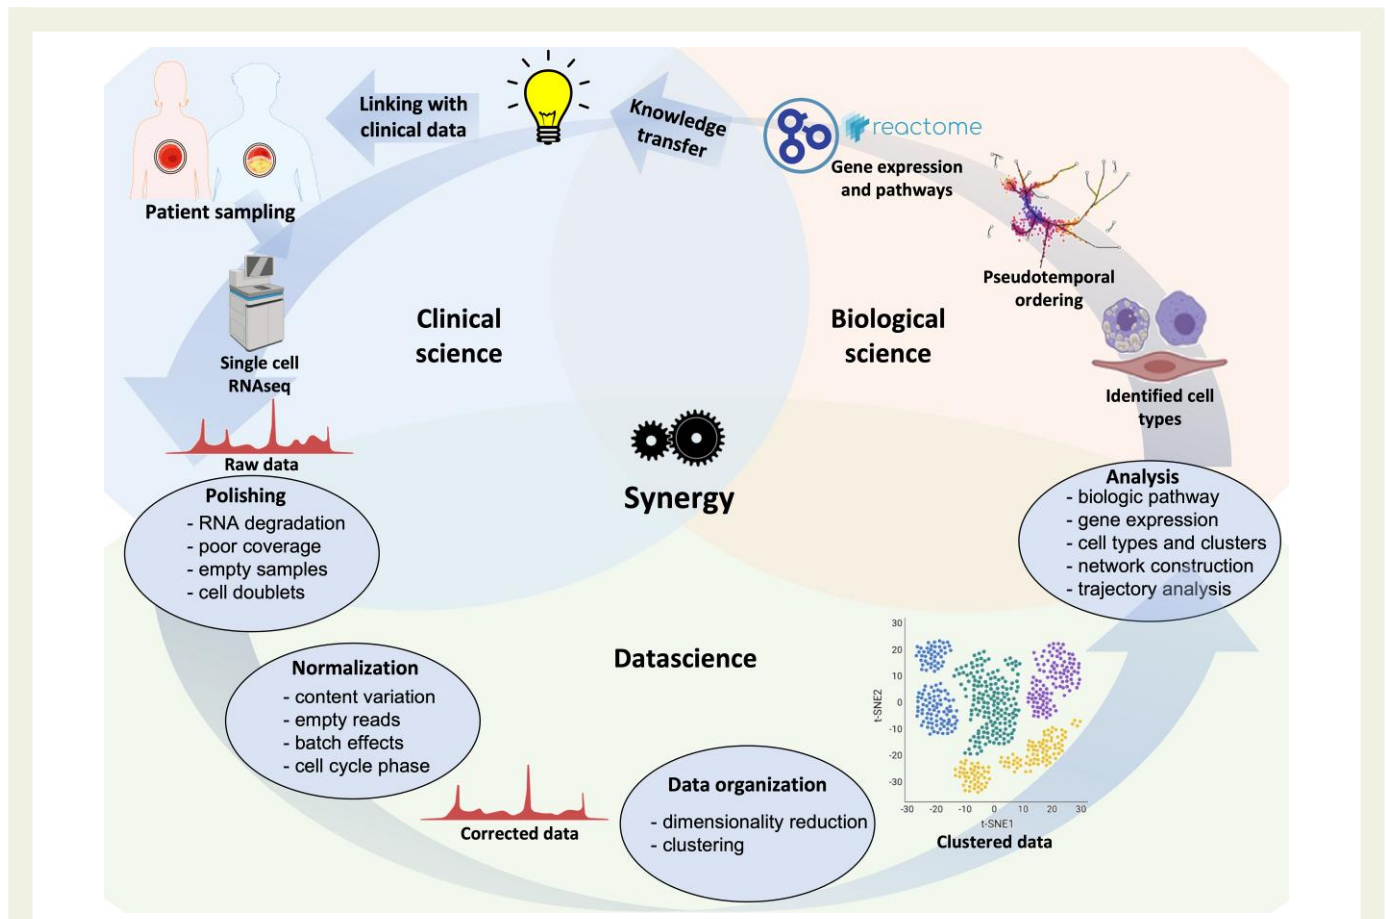 Linking with
clinical data
Knowledge
transfer
reactome
Gene expression
and pathways
Patient sampling
Pseudotemporal
ordering
Clinical
science
Biological
science
Single cell
RNAseq
Identified cell
types
Raw data
Synergy
Polishing
- RNA degradation
- poor coverage
- empty samples
- cell doublets
Analysis
- biologic pathway
- gene expression
- cell types and clusters
- network construction
- trajectory analysis
Datascience
Normalization
- content variation
- empty reads
- batch effects
- cell cycle phase
Corrected data
Data organization
- dimensionality reduction
- clustering
30
20
10
0
-10
-20
-30
t-SNE2
-30 -20 -10 0 10 20 30
t-SNE1
Clustered data